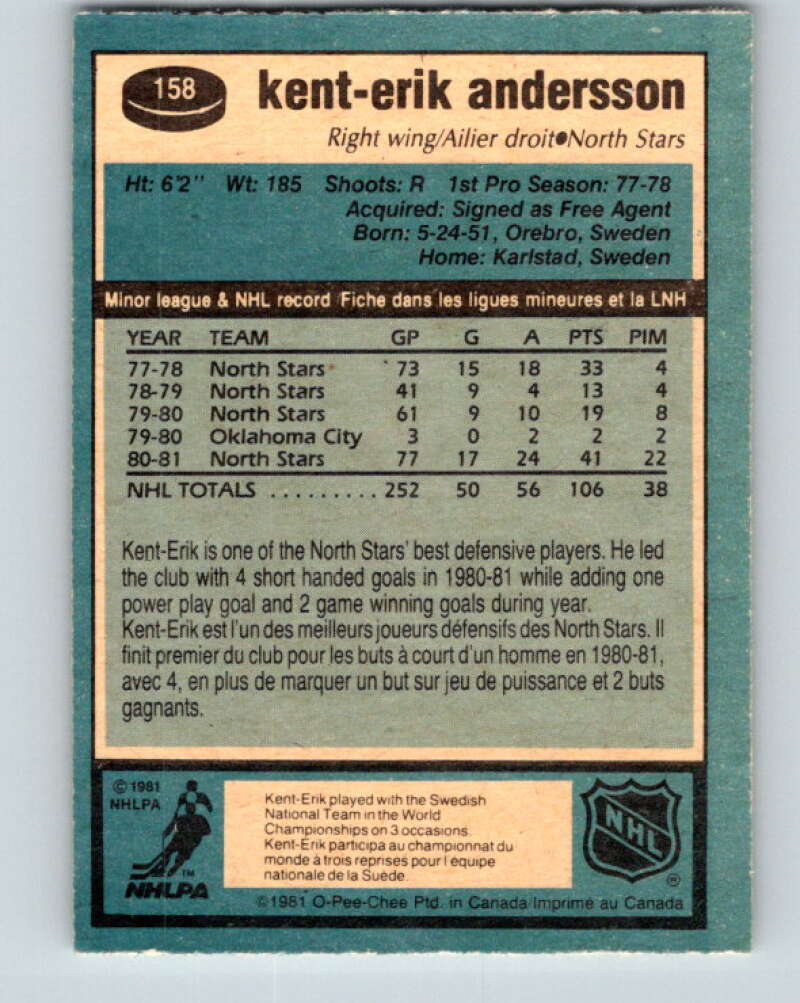 158
kent-erik andersson
Right wing/Ailier droit●North Stars
Ht: 6'2" Wt: 185 Shoots: R 1st Pro Season: 77-78
Acquired: Signed as Free Agent
Born: 5-24-51, Orebro, Sweden
Home: Karlstad, Sweden
Minor league & NHL record/Fiche dans les ligues mineures et la LNH
YEAR TEAM GP G A PTS PIM
77-78 North Stars 73 15 18 33 4
78-79 North Stars 41 9 4 13 4
79-80 North Stars 61 9 10 19 8
79-80 Oklahoma City 3 0 2 2 2
80-81 North Stars 77 17 24 41 22
NHL TOTALS ......... 252 50 56 106 38
Kent-Erik is one of the North Stars' best defensive players. He led
the club with 4 short handed goals in 1980-81 while adding one
power play goal and 2 game winning goals during year.
Kent-Erik est l'un des meilleurs joueurs défensifs des North Stars. Il
finit premier du club pour les buts à court d'un homme en 1980-81,
avec 4, en plus de marquer un but sur jeu de puissance et 2 buts
gagnants.
© 1981
NHLPA
TM
NHLPA
Kent-Erik played with the Swedish
National Team in the World
Championships on 3 occasions.
Kent-Erik participa au championnat du
monde à trois reprises pour l'équipe
nationale de la Suède.
NHL
®
© 1981 O-Pee-Chee Ptd. in Canada/Imprimé au Canada